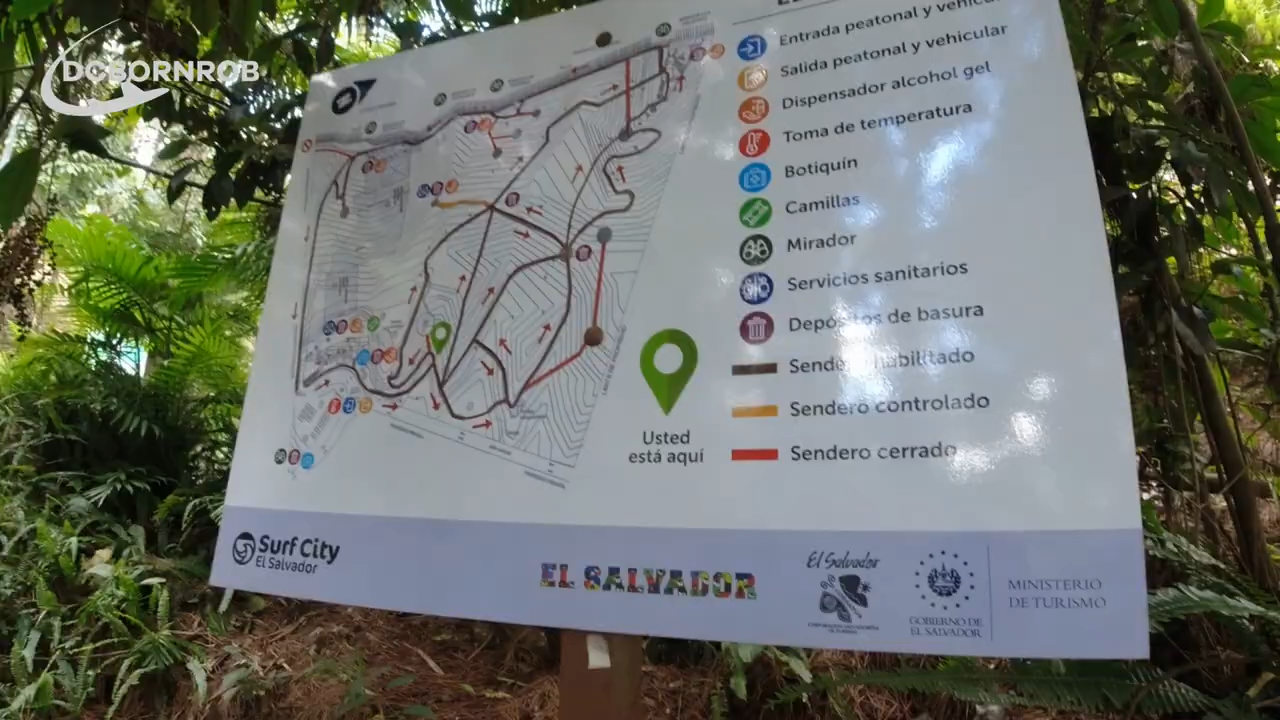 DCBORNROB
Entrada peatonal y
Salida peatonal y vehicular
Dispensador alcohol gel
Toma de temperatura
Botiquín
Camillas
Mirador
Servicios sanitarios
Depósitos de basura
Sendero habilitado
Sendero controlado
Sendero cerrado
Usted
está aquí
Surf City
El Salvador
EL SALVADOR
El Salvador
GOBIERNO DE
EL SALVADOR
MINISTERIO
DE TURISMO